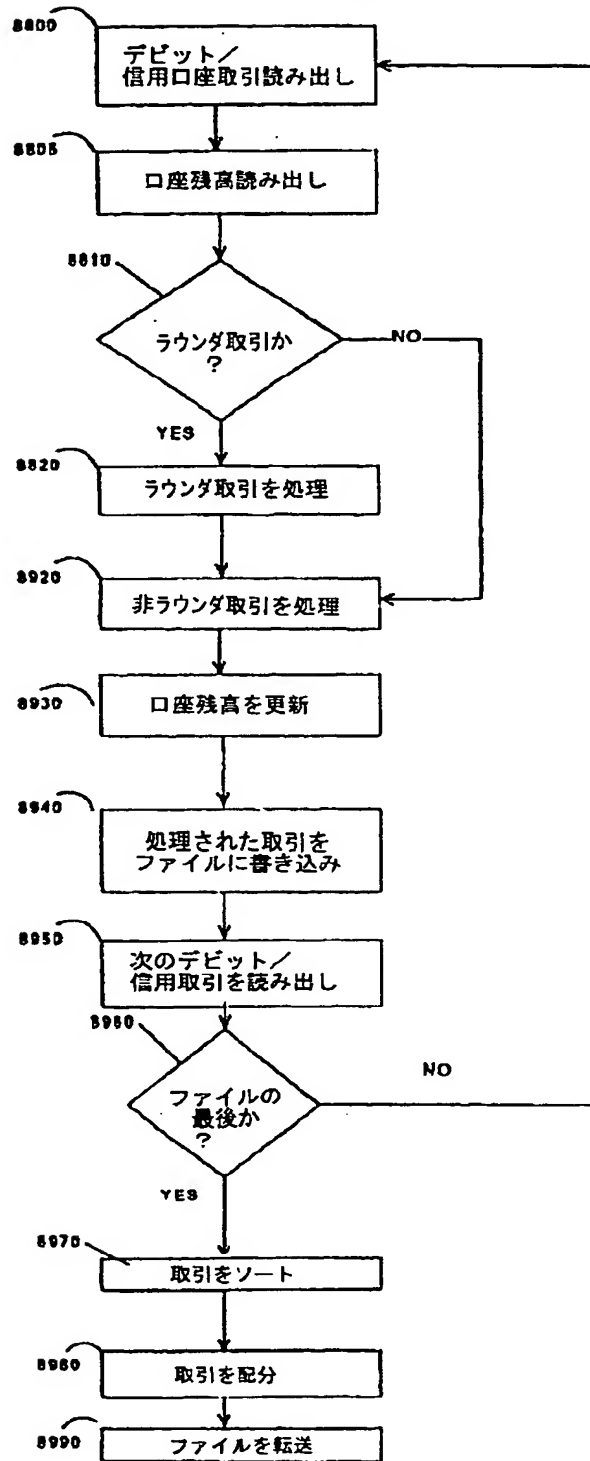 8800
デビット／
信用口座取引読み出し
8805
口座残高読み出し
8810
ラウンダ取引か
?
NO
YES
8820
ラウンダ取引を処理
8920
非ラウンダ取引を処理
8930
口座残高を更新
8940
処理された取引を
ファイルに書き込み
8950
次のデビット／
信用取引を読み出し
8960
ファイルの
最後か
?
NO
YES
8970
取引をソート
8980
取引を配分
8990
ファイルを転送